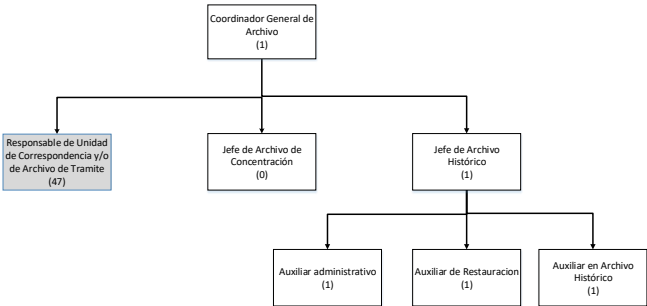 Coordinador General de
Archivo
(1)
Responsable de Unidad
de Correspondencia y/o
de Archivo de Tramite
(47)
Jefe de Archivo de
Concentración
(0)
Jefe de Archivo
Histórico
(1)
Auxiliar administrativo
(1)
Auxiliar de Restauracion
(1)
Auxiliar en Archivo
Histórico
(1)